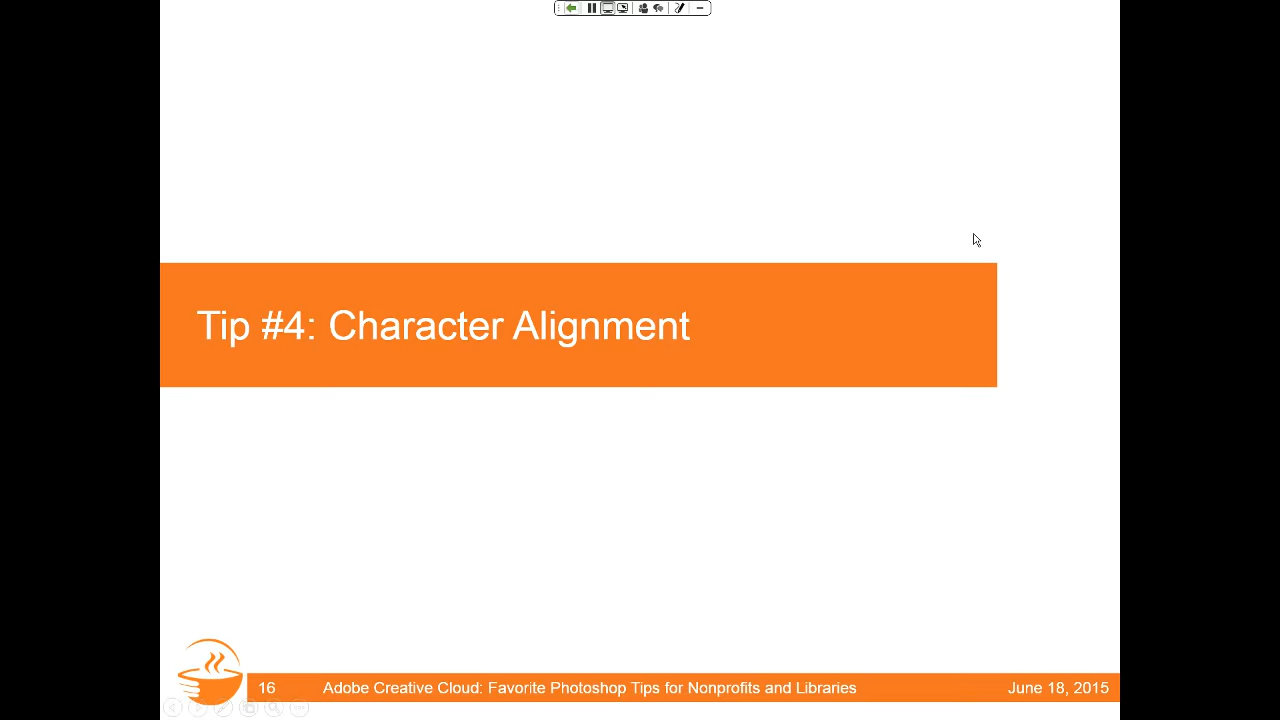 Tip #4: Character Alignment
16 Adobe Creative Cloud: Favorite Photoshop Tips for Nonprofits and Libraries June 18, 2015